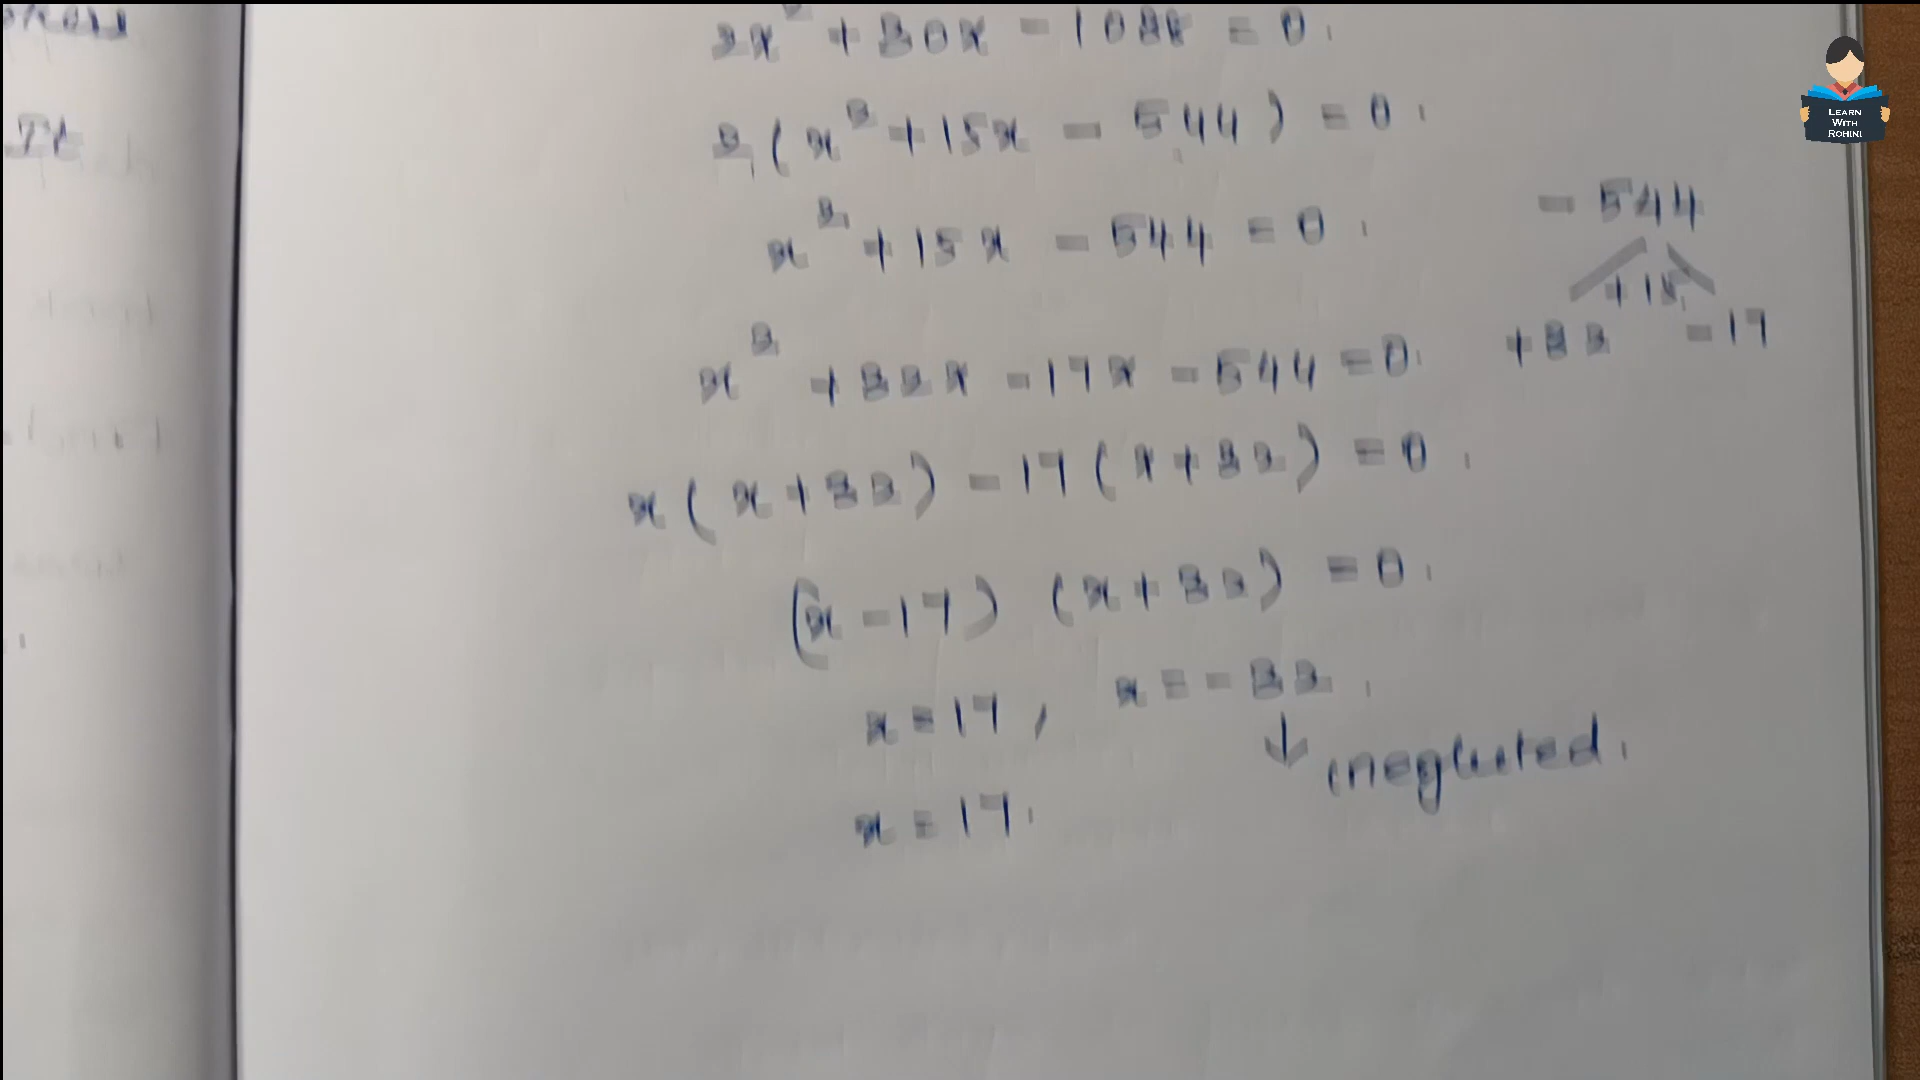 2x² + 30x - 1088 = 0.
2(x² + 15x - 544) = 0.
x² + 15x - 544 = 0.
- 544
+15
+32 -17
x² + 32x - 17x - 544 = 0.
x(x+32) - 17(x+32) = 0.
(x-17) (x+32) = 0.
x = 17, x = -32.
↓ neglected.
x = 17.
LEARN
WITH
ROHINI